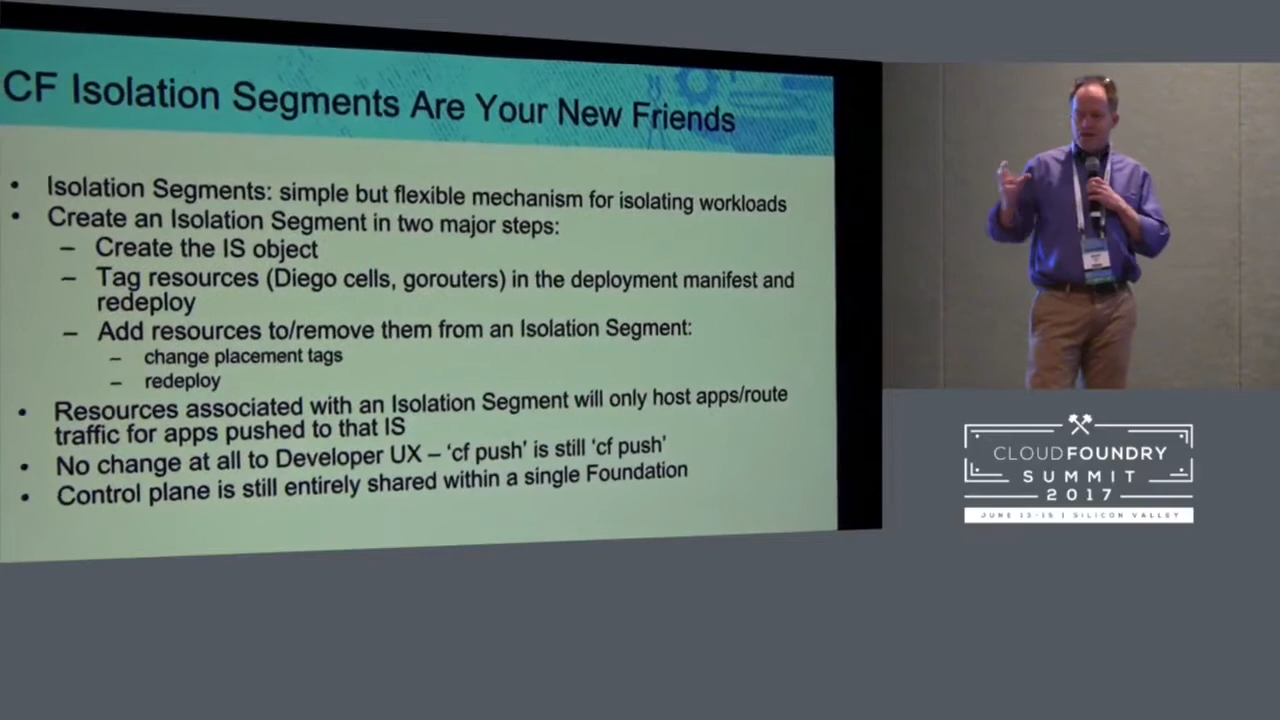 CF Isolation Segments Are Your New Friends
• Isolation Segments: simple but flexible mechanism for isolating workloads
• Create an Isolation Segment in two major steps:
– Create the IS object
– Tag resources (Diego cells, gorouters) in the deployment manifest and
redeploy
– Add resources to/remove them from an Isolation Segment:
– change placement tags
– redeploy
• Resources associated with an Isolation Segment will only host apps/route
traffic for apps pushed to that IS
• No change at all to Developer UX – 'cf push' is still 'cf push'
• Control plane is still entirely shared within a single Foundation
CLOUDFOUNDRY
SUMMIT
2017
JUNE 13-15 | SILICON VALLEY